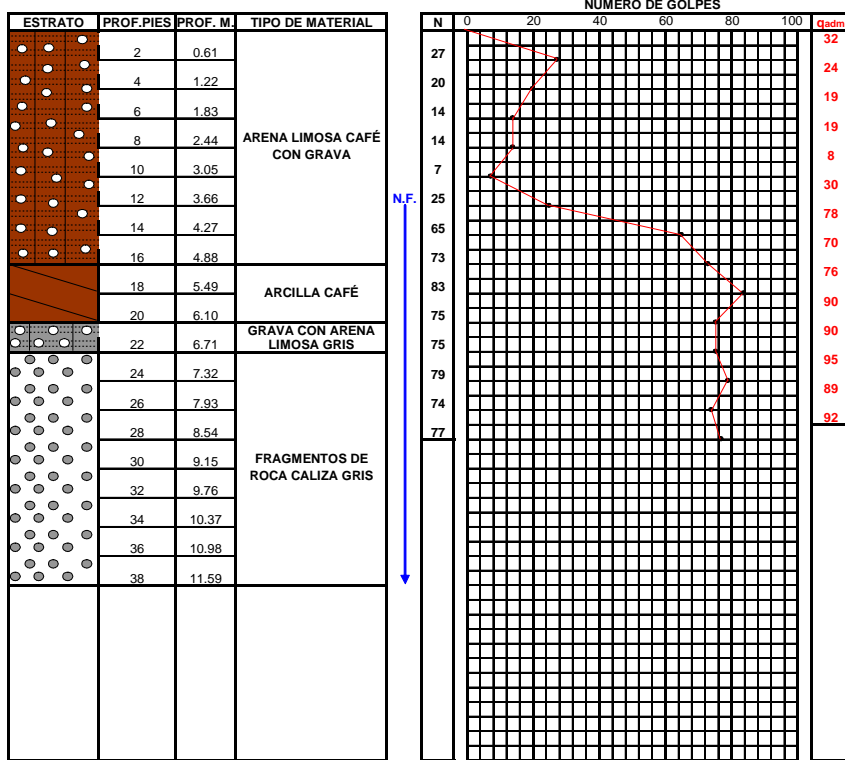 NUMERO DE GOLPES
ESTRATO PROF.PIES PROF. M. TIPO DE MATERIAL N 0 20 40 60 80 100 qadm
32
2 0.61 27
24
4 1.22 20
19
6 1.83 14
19
8 2.44 ARENA LIMOSA CAFÉ 14
CON GRAVA 8
10 3.05 7
30
12 3.66 N.F. 25
78
14 4.27 65
70
16 4.88 73
76
18 5.49 ARCILLA CAFÉ 83
90
20 6.10 75
GRAVA CON ARENA 90
22 6.71 LIMOSA GRIS 75
95
24 7.32 79
89
26 7.93 74
92
28 8.54 77
30 9.15 FRAGMENTOS DE
32 9.76 ROCA CALIZA GRIS
34 10.37
36 10.98
38 11.59